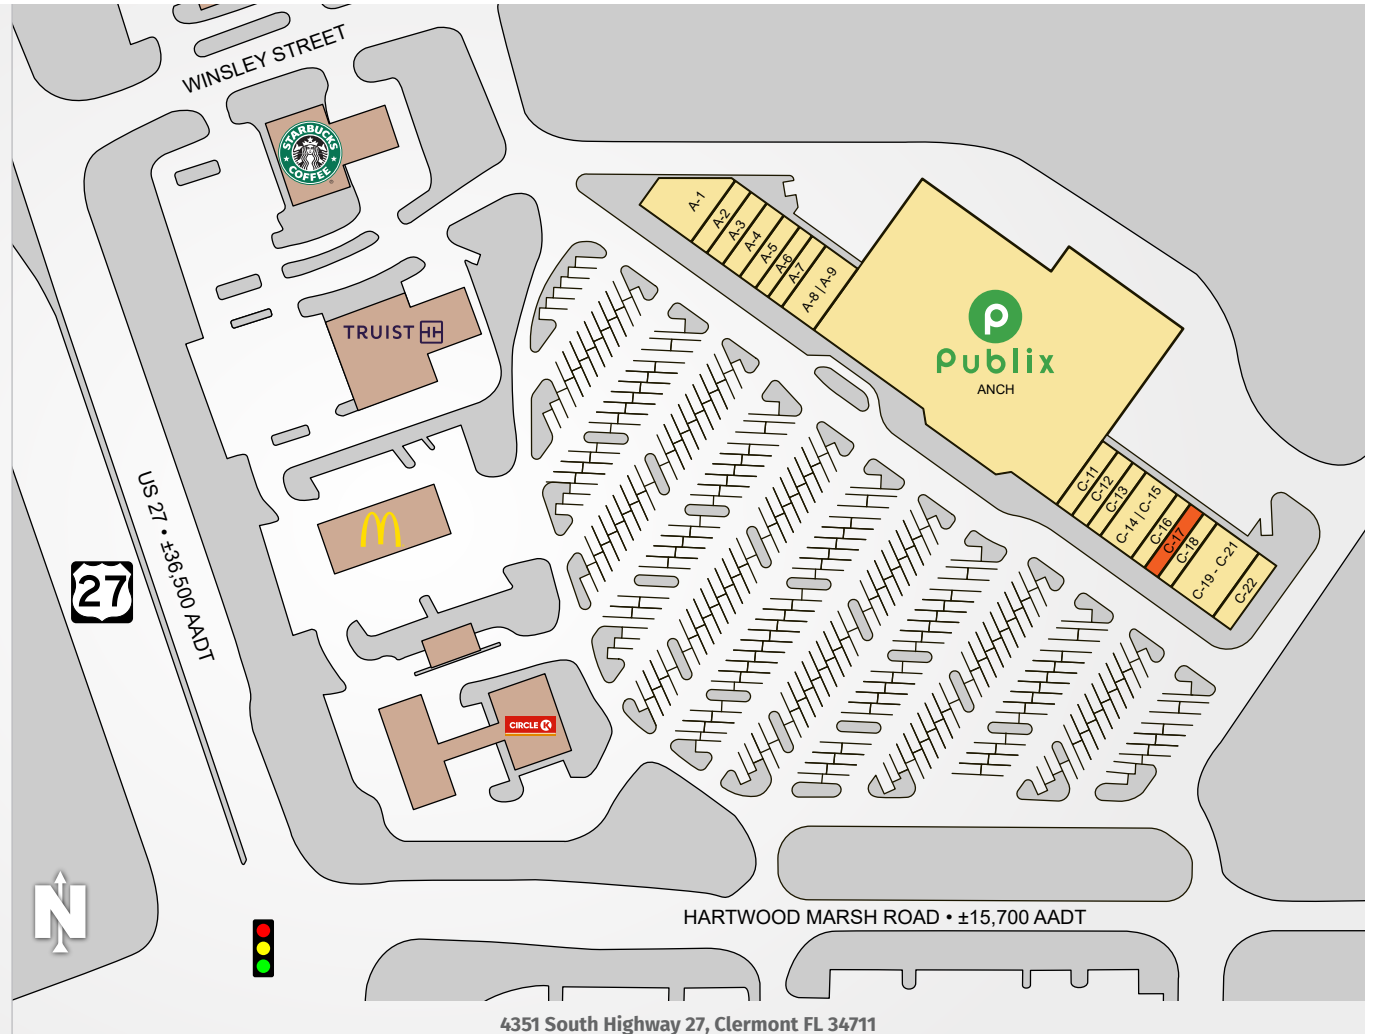 WINSLEY STREET
STARBUCKS
COFFEE
TRUIST
US 27 • ±36,500 AADT
27
CIRCLE K
A-1
A-2
A-3
A-4
A-5
A-6
A-7
A-8 | A-9
Publix
ANCH
C-11
C-12
C-13
C-14 | C-15
C-16
C-17
C-18
C-19 - C-21
C-22
N
HARTWOOD MARSH ROAD • ±15,700 AADT
4351 South Highway 27, Clermont FL 34711